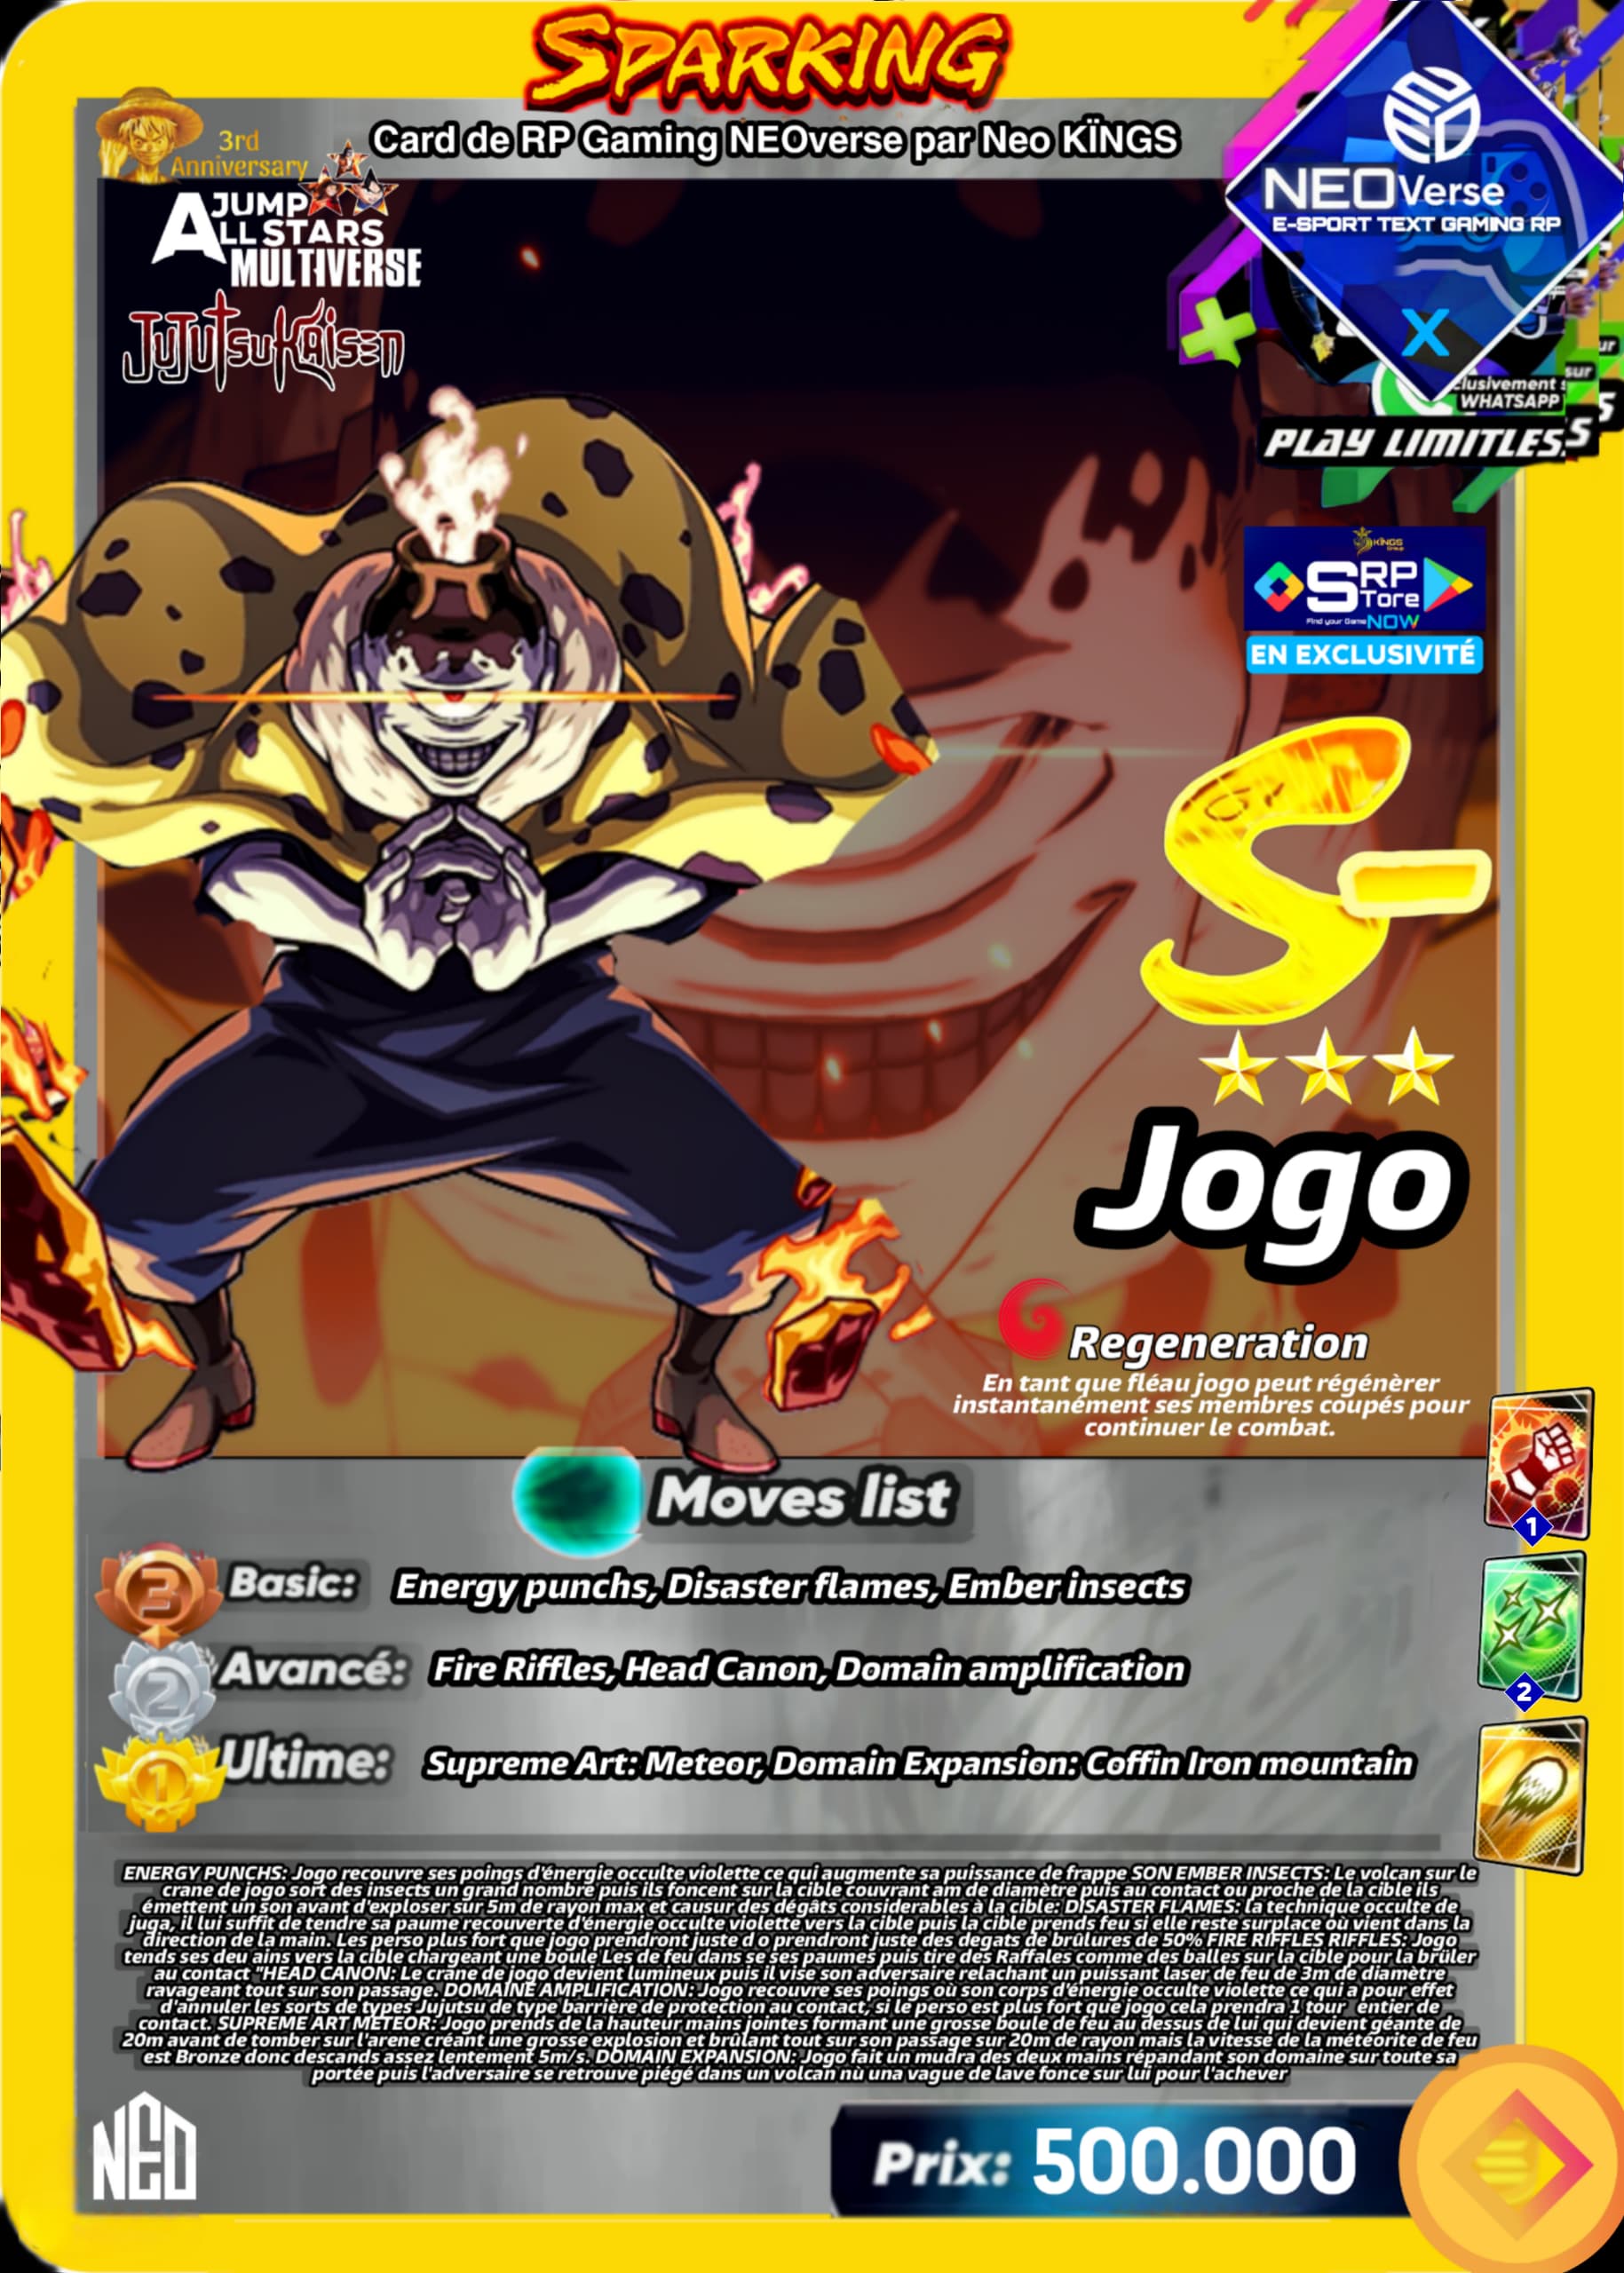 SPARKING
3rd
Anniversary
Card de RP Gaming NEOverse par Neo KÏNGS
JUMP
ALL STARS
MULTIVERSE
JUJUTSU KAISEN
NEO Verse
E-SPORT TEXT GAMING RP
X
clusivement
sur
WHATSAPP
PLAY LIMITLESS
KÏNGS
SRP
Tore
Find your Game NOW
EN EXCLUSIVITÉ
S-
Jogo
Regeneration
En tant que fléau jogo peut régénèrer
instantanément ses membres coupés pour
continuer le combat.
Moves list
1
3 Basic: Energy punchs, Disaster flames, Ember insects
2 Avancé: Fire Riffles, Head Canon, Domain amplification
2
1 Ultime: Supreme Art: Meteor, Domain Expansion: Coffin Iron mountain
ENERGY PUNCHS: Jogo recouvre ses poings d'énergie occulte violette ce qui augmente sa puissance de frappe SON EMBER INSECTS: Le volcan sur le
crane de jogo sort des insects un grand nombre puis ils foncent sur la cible couvrant am de diamètre puis au contact ou proche de la cible ils
émettent un son avant d'exploser sur 5m de rayon max et causur des dégâts considerables à la cible: DISASTER FLAMES: la technique occulte de
juga, il lui suffit de tendre sa paume recouverte d'énergie occulte violette vers la cible puis la cible prends feu si elle reste surplace où vient dans la
direction de la main. Les perso plus fort que jogo prendront juste d o prendront juste des degats de brûlures de 50% FIRE RIFFLES RIFFLES: Jogo
tends ses deu ains vers la cible chargeant une boule Les de feu dans se ses paumes puis tire des Raffales comme des balles sur la cible pour la brûler
au contact "HEAD CANON: Le crane de jogo devient lumineux puis il vise son adversaire relachant un puissant laser de feu de 3m de diamètre
ravageant tout sur son passage. DOMAINE AMPLIFICATION: Jogo recouvre ses poings où son corps d'énergie occulte violette ce qui a pour effet
d'annuler les sorts de types Jujutsu de type barrière de protection au contact, si le perso est plus fort que jogo cela prendra 1 tour entier de
contact. SUPREME ART METEOR: Jogo prends de la hauteur mains jointes formant une grosse boule de feu au dessus de lui qui devient géante de
20m avant de tomber sur l'arene créant une grosse explosion et brûlant tout sur son passage sur 20m de rayon mais la vitesse de la météorite de feu
est Bronze donc descands assez lentement 5m/s. DOMAIN EXPANSION: Jogo fait un mudra des deux mains répandant son domaine sur toute sa
portée puis l'adversaire se retrouve piégé dans un volcan nù una vague de lave fonce sur lui pour l'achever
NEO
Prix: 500.000